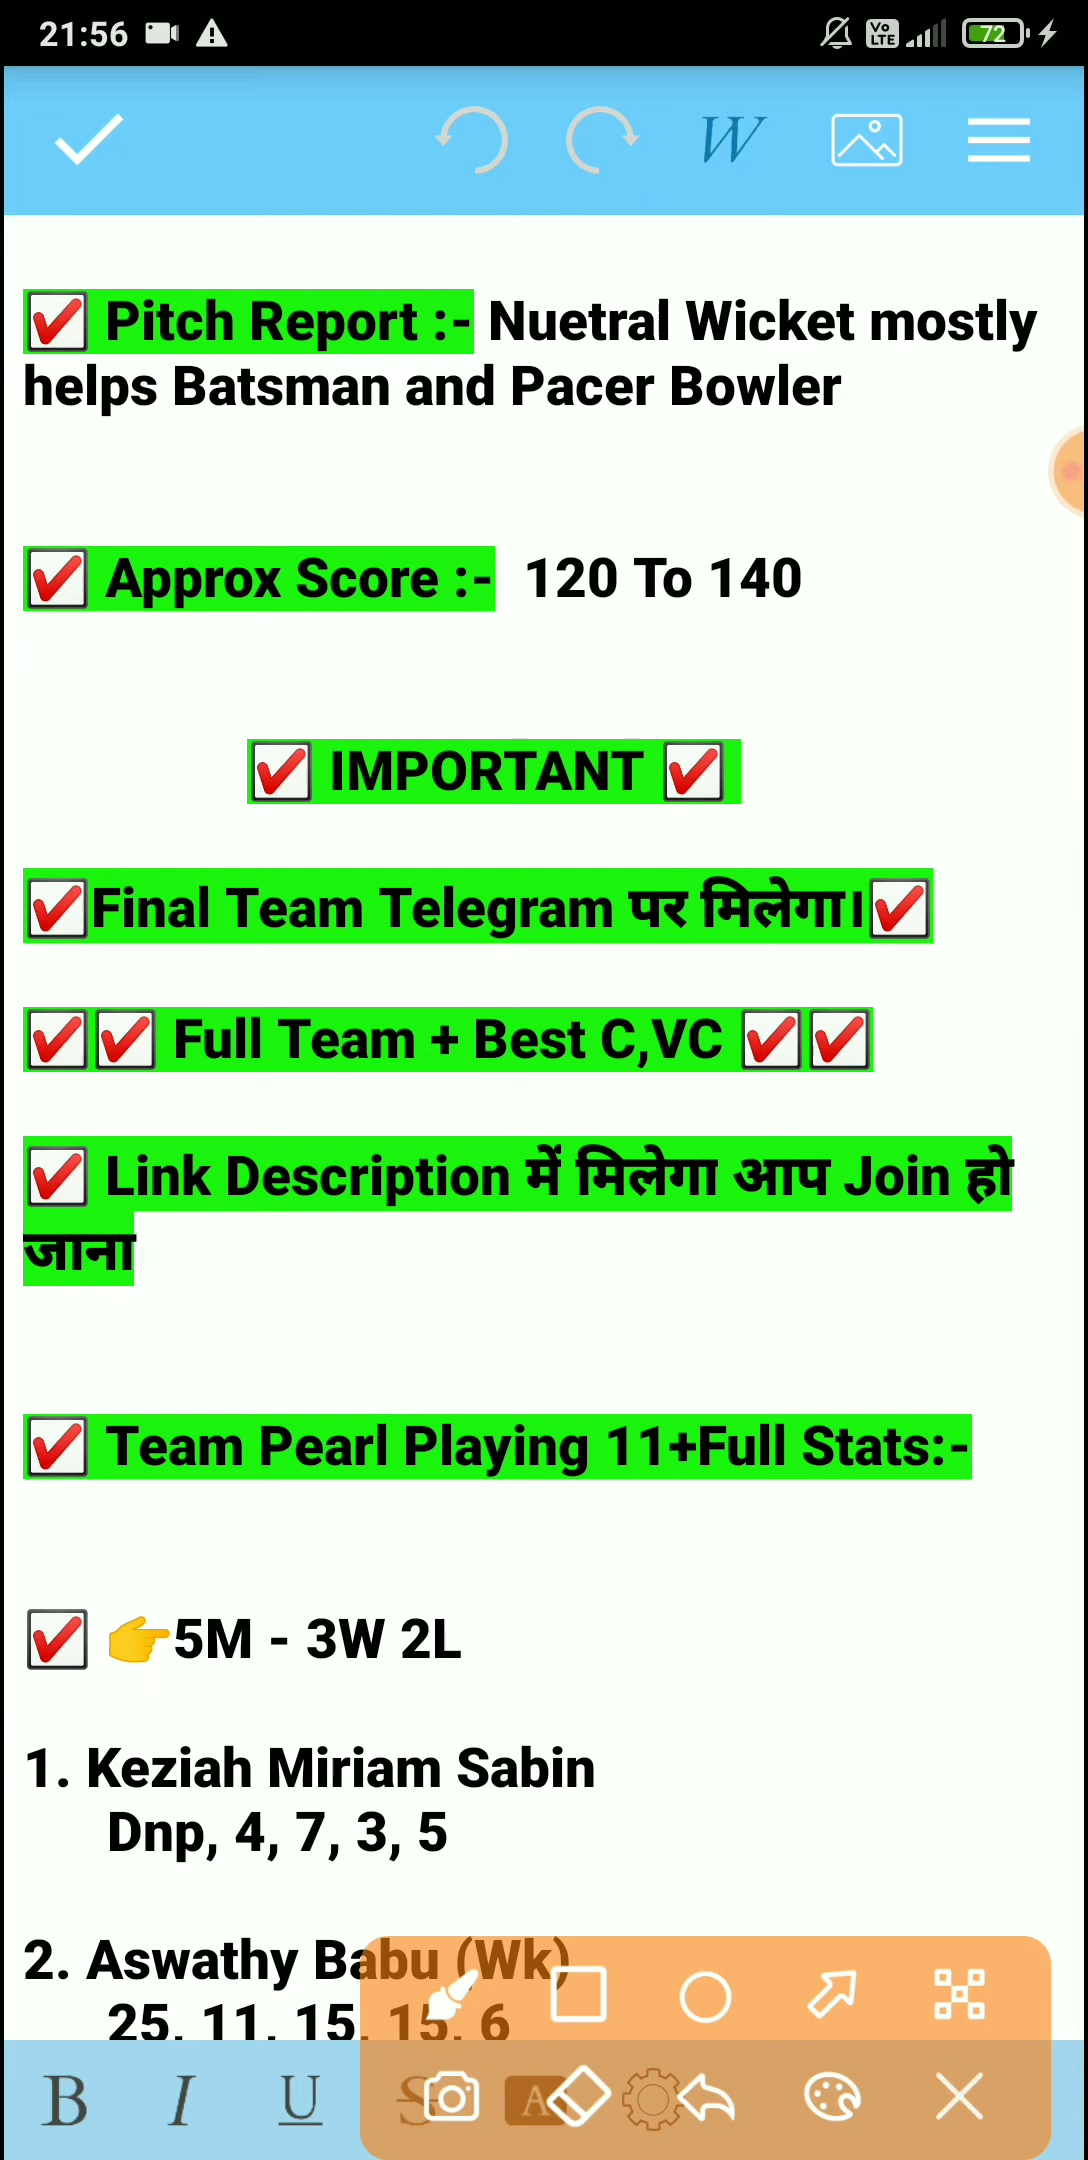 21:56
Vo LTE
72
W
Pitch Report :- Nuetral Wicket mostly
helps Batsman and Pacer Bowler
Approx Score :- 120 To 140
IMPORTANT
Final Team Telegram पर मिलेगा।
Full Team + Best C,VC
Link Description में मिलेगा आप Join हो
जाना
Team Pearl Playing 11+Full Stats:-
5M - 3W 2L
1. Keziah Miriam Sabin
Dnp, 4, 7, 3, 5
2. Aswathy Babu (Wk)
25, 11, 15, 15, 6
B I U S A